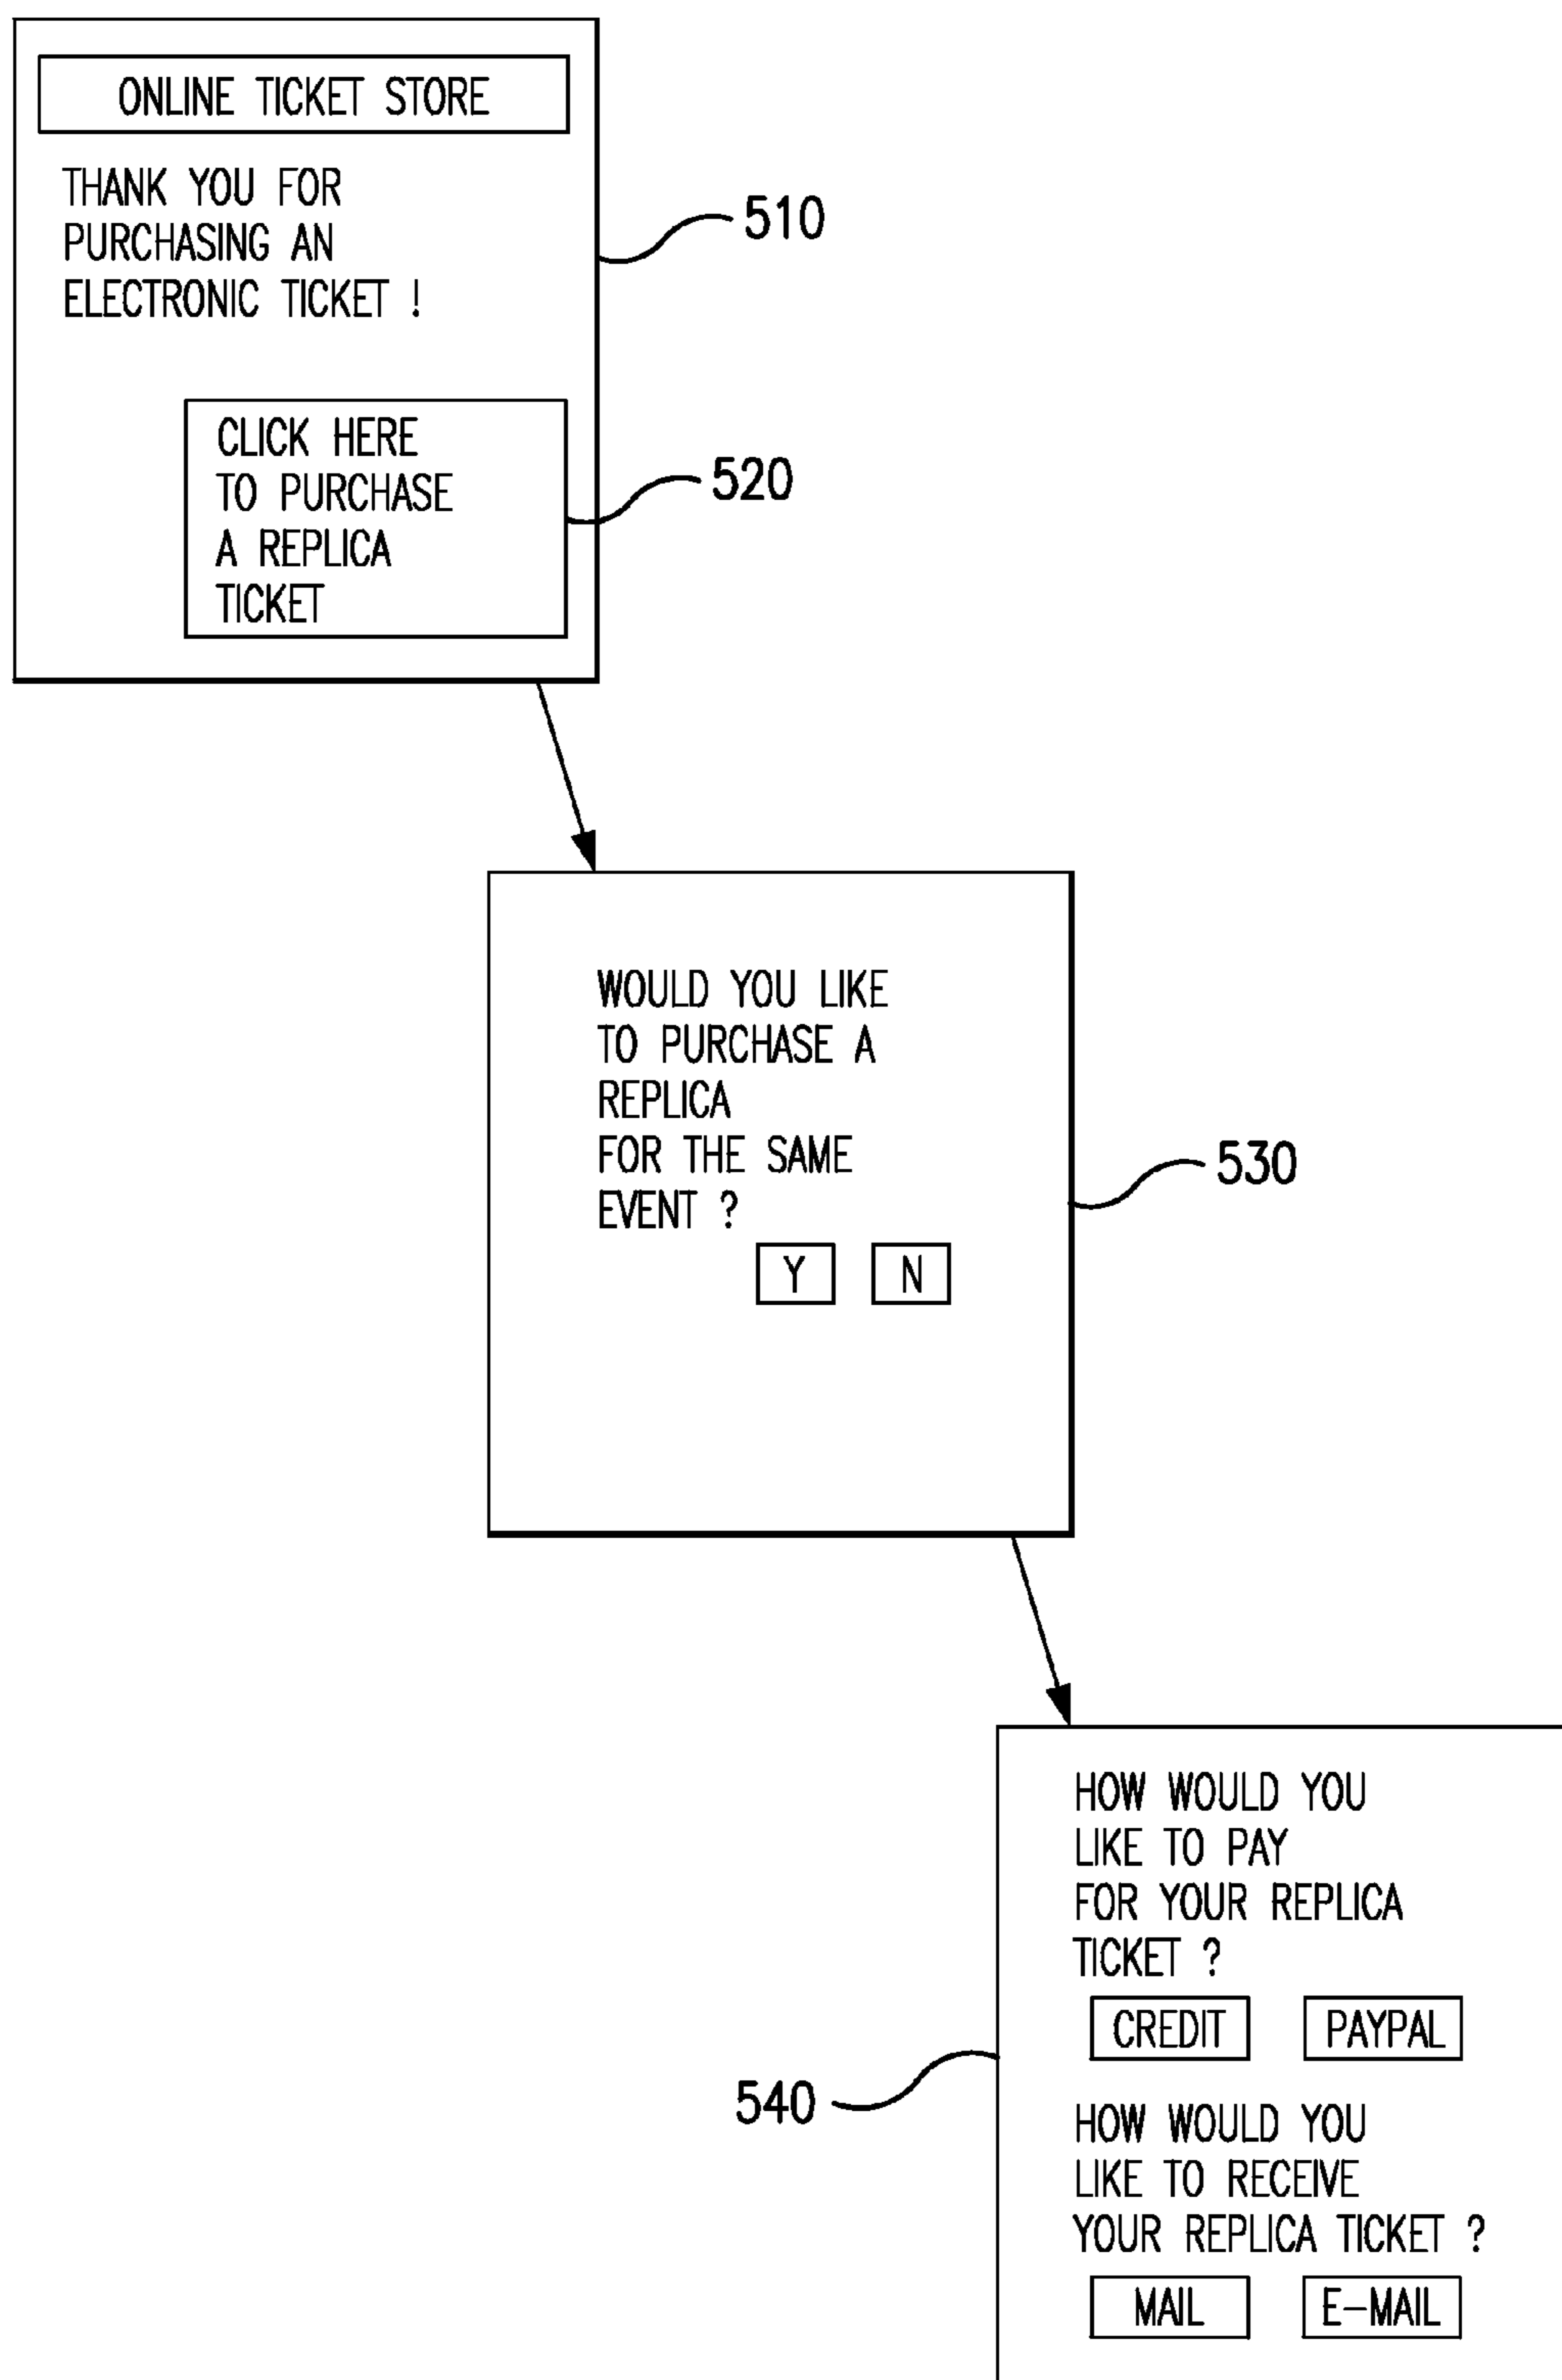 ONLINE TICKET STORE
THANK YOU FOR
PURCHASING AN
ELECTRONIC TICKET !
510
CLICK HERE
TO PURCHASE
A REPLICA
TICKET
520
WOULD YOU LIKE
TO PURCHASE A
REPLICA
FOR THE SAME
EVENT ?
Y N
530
HOW WOULD YOU
LIKE TO PAY
FOR YOUR REPLICA
TICKET ?
CREDIT PAYPAL
540
HOW WOULD YOU
LIKE TO RECEIVE
YOUR REPLICA TICKET ?
MAIL E-MAIL